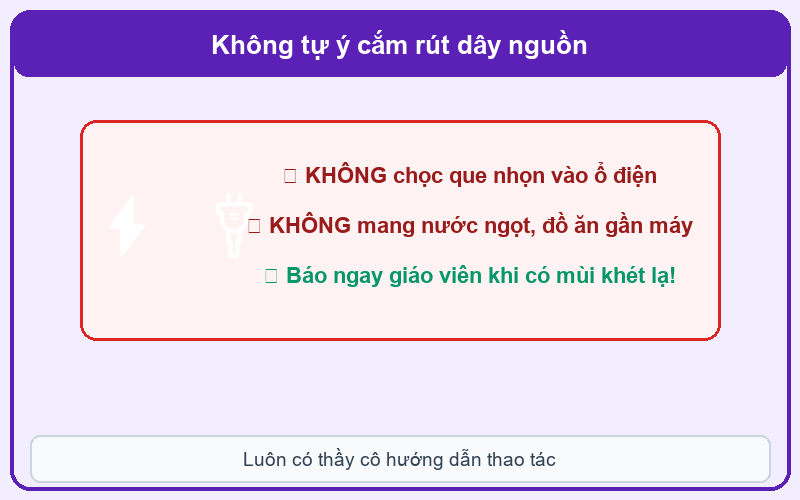 Không tự ý cắm rút dây nguồn
KHÔNG chọc que nhọn vào ổ điện
KHÔNG mang nước ngọt, đồ ăn gần máy
Báo ngay giáo viên khi có mùi khét lạ!
Luôn có thầy cô hướng dẫn thao tác